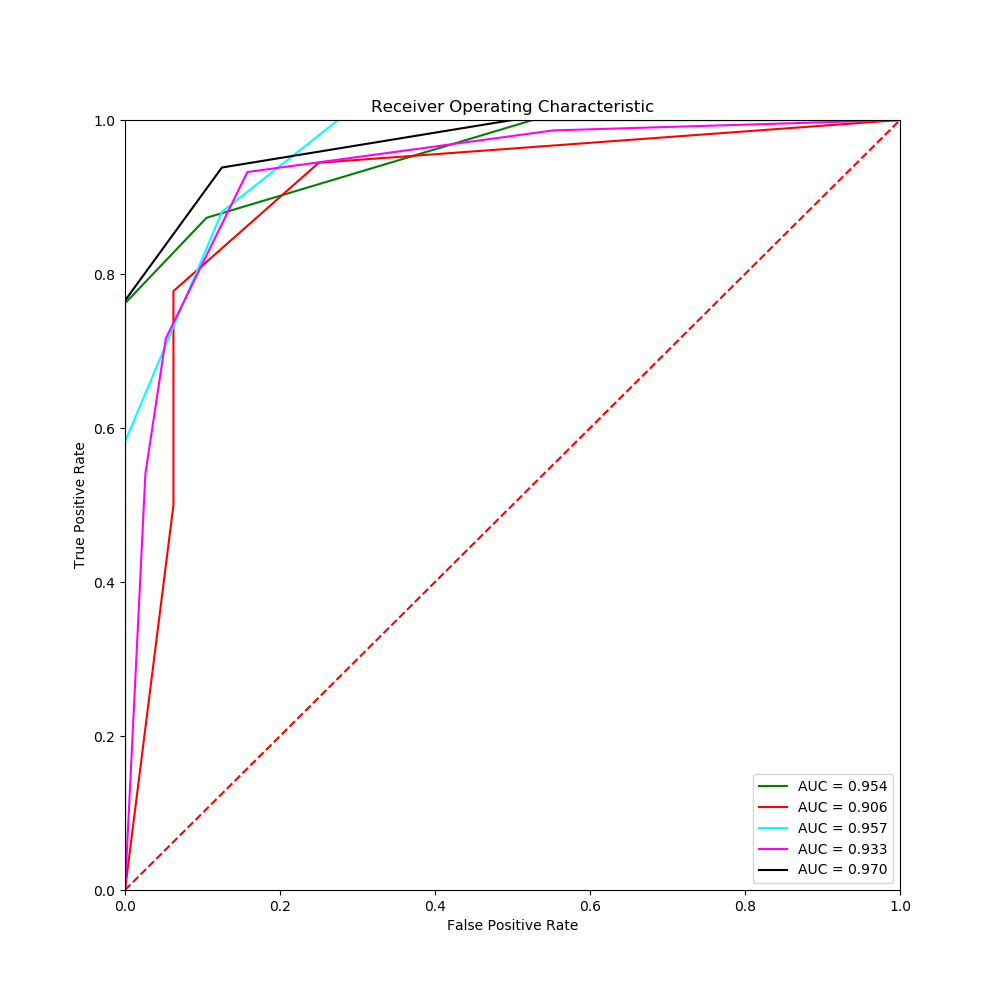 Receiver Operating Characteristic
1.0
0.8
0.6
0.4
0.2
0.0
True Positive Rate
0.0 0.2 0.4 0.6 0.8 1.0
False Positive Rate
AUC = 0.954
AUC = 0.906
AUC = 0.957
AUC = 0.933
AUC = 0.970